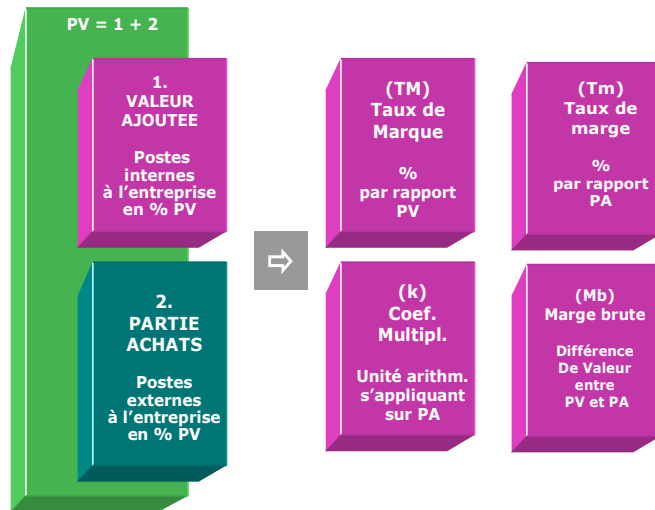 PV = 1 + 2
1.
VALEUR
AJOUTEE
Postes
internes
à l'entreprise
en % PV
2.
PARTIE
ACHATS
Postes
externes
à l'entreprise
en % PV
⇨
(TM)
Taux de
Marque
%
par rapport
PV
(Tm)
Taux de
marge
%
par rapport
PA
(k)
Coef.
Multipl.
Unité arithm.
s'appliquant
sur PA
(Mb)
Marge brute
Différence
De Valeur
entre
PV et PA